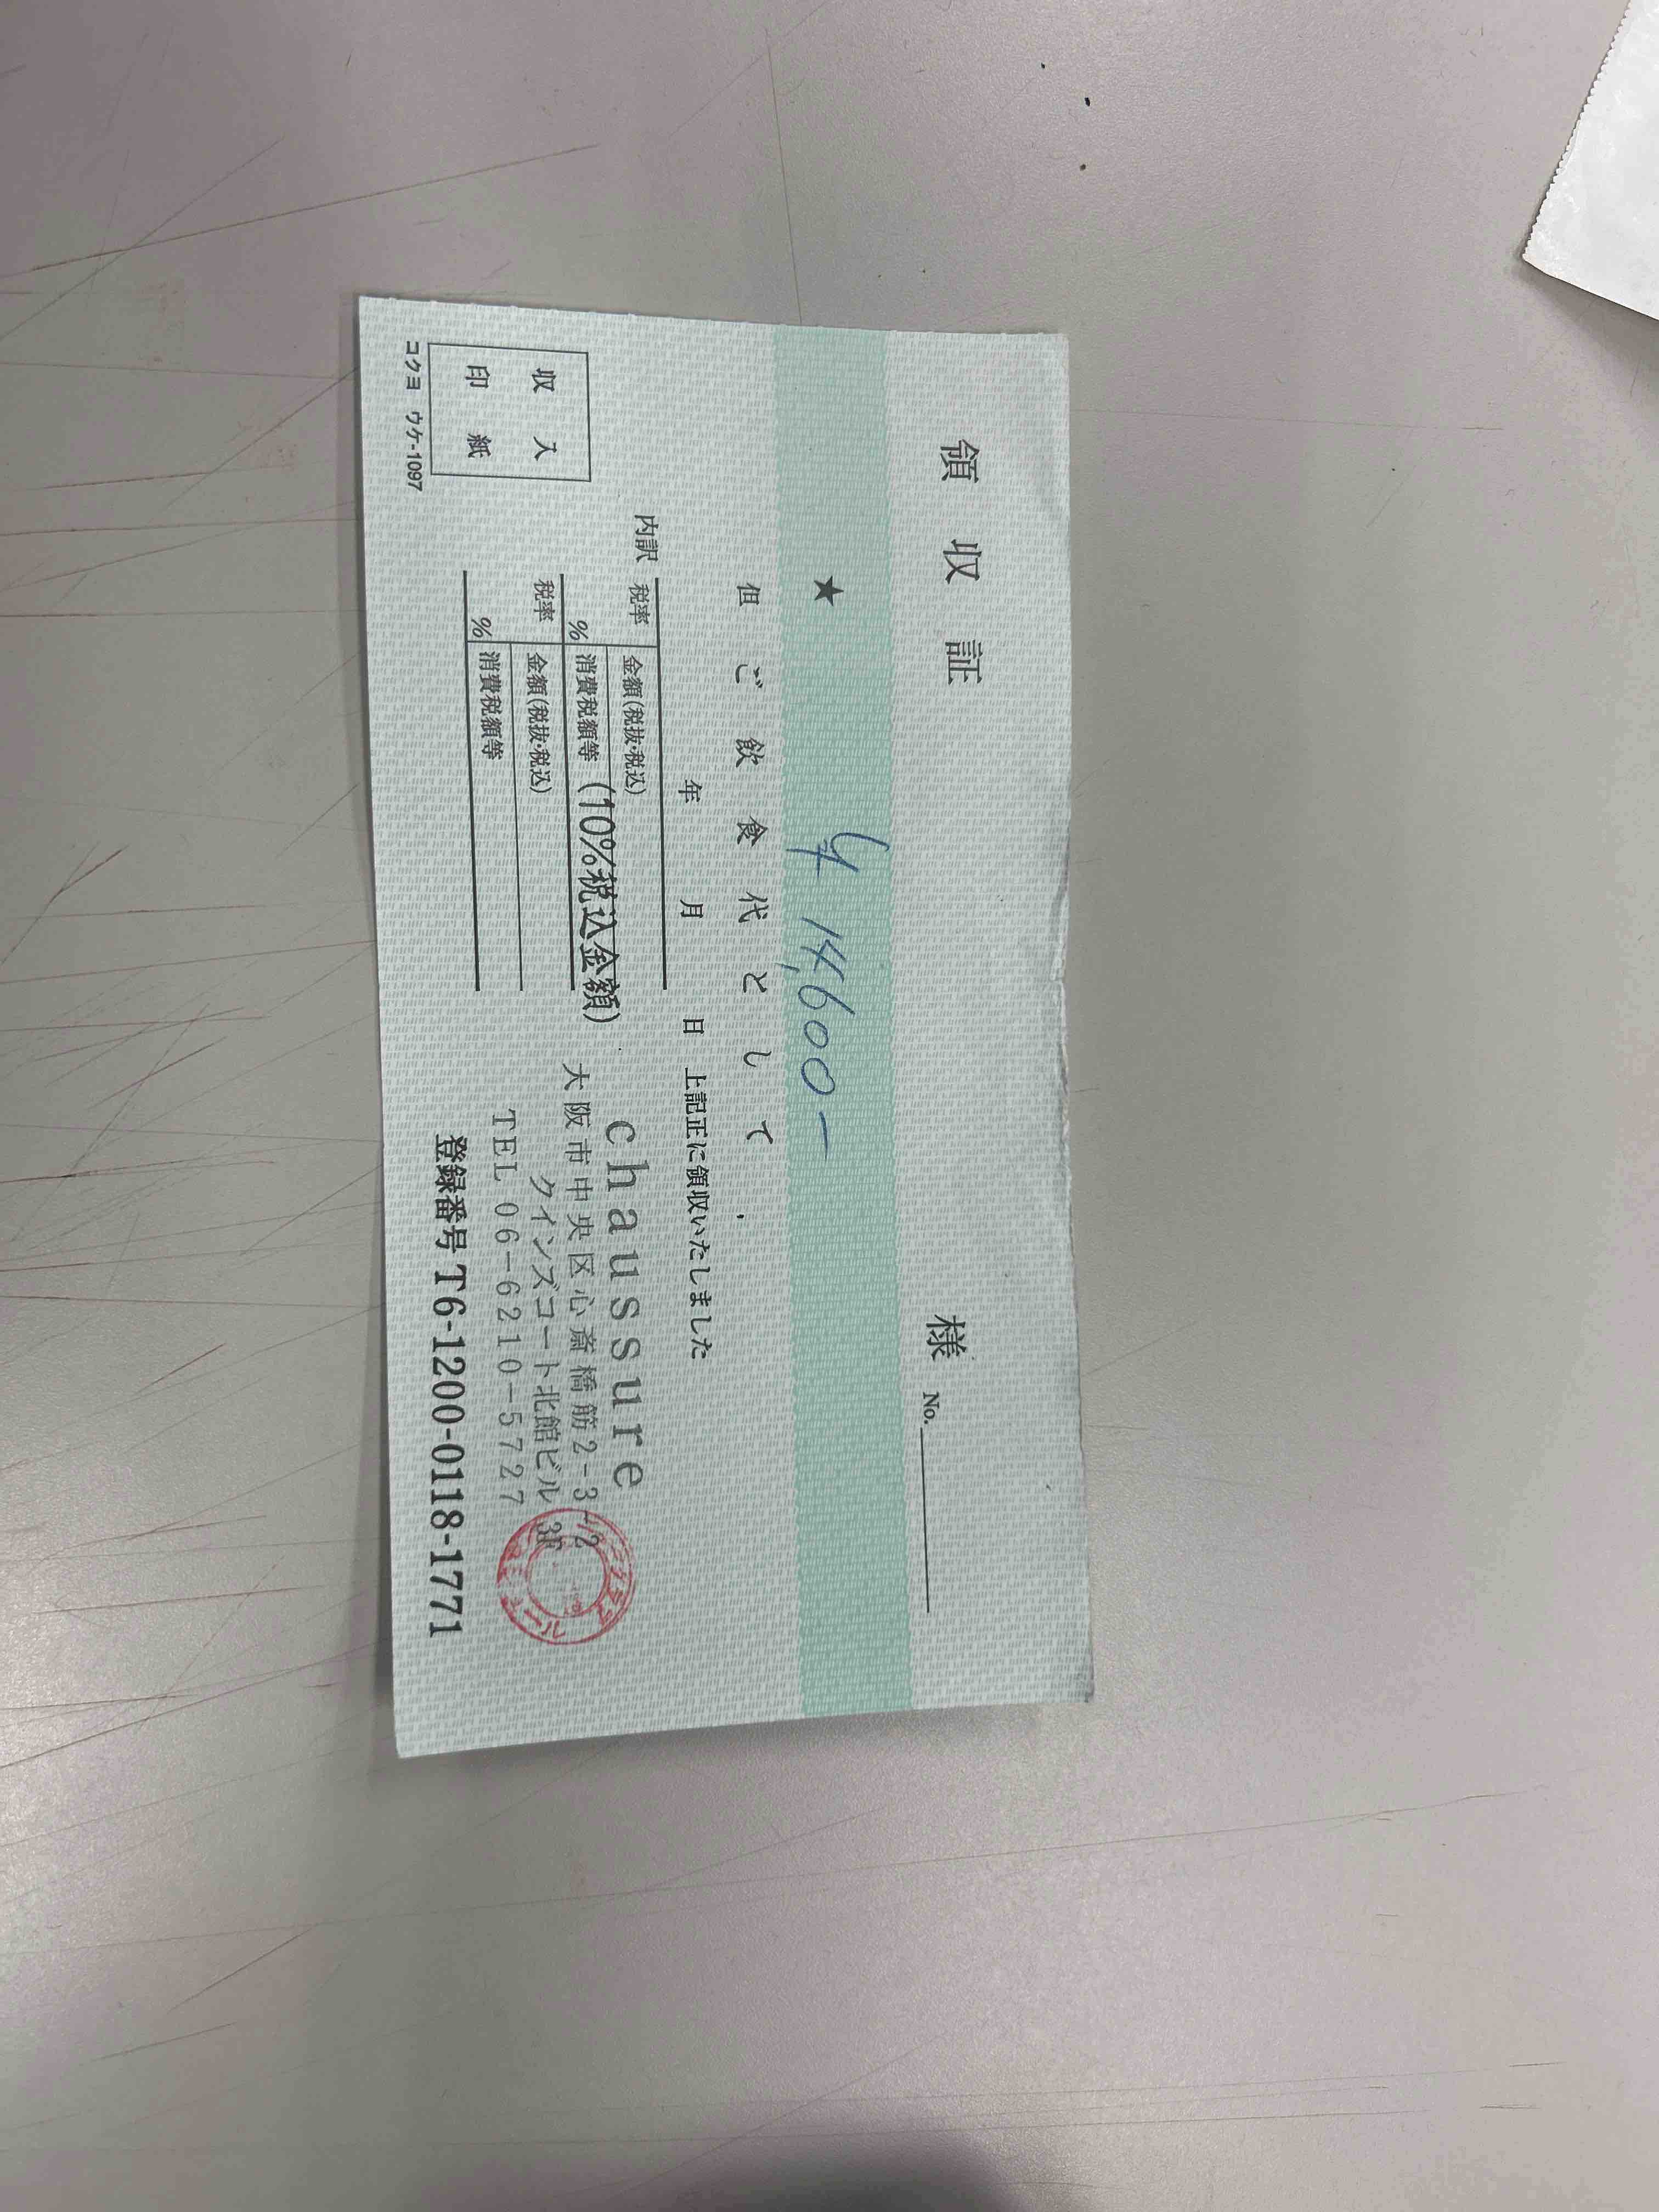 領収証
様 No.
★ ¥14,600-
但 ご飲食代として
年 月 日 上記正に領収いたしました
内訳
税率 % 金額(税抜・税込)
消費税額等 (10%税込金額)
税率 % 金額(税抜・税込)
消費税額等
収入
印紙
コクヨ ウケ-1097
chaussure
大阪市中央区心斎橋筋2-3-2
クインズコート北館ビル3F
TEL 06-6210-5727
登録番号 T6-1200-0118-1771